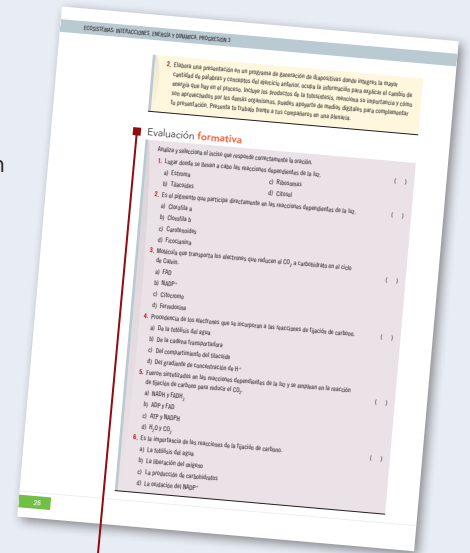 ECOSISTEMAS: INTERACCIONES, ENERGÍA Y DINÁMICA. PROGRESIÓN 3
2. Elabora una presentación en un programa de generación de diapositivas donde integres la mayor
cantidad de palabras y conceptos del ejercicio anterior, ocupa la información para explicar el cambio de
energía que hay en el proceso. Incluye los productos de la fotosíntesis, menciona su importancia y cómo
son aprovechados por los demás organismos, puedes apoyarte de medios digitales para complementar
tu presentación. Presenta tu trabajo frente a tus compañeros en una plenaria.
n
Evaluación formativa
Analiza y selecciona el inciso que responde correctamente la oración.
1. Lugar donde se llevan a cabo las reacciones dependientes de la luz. ( )
a) Estroma c) Ribosomas
b) Tilacoides d) Citosol
2. Es el pigmento que participa directamente en las reacciones dependientes de la luz. ( )
a) Clorofila a
b) Clorofila b
c) Carotenoides
d) Ficocianina
3. Molécula que transporta los electrones que reducen el CO2 a carbohidrato en el ciclo
de Calvin. ( )
a) FAD
b) NADP+
c) Citocromo
d) Ferredoxina
4. Procedencia de los electrones que se incorporan a las reacciones de fijación de carbono. ( )
a) De la fotólisis del agua
b) De la cadena transportadora
c) Del compartimiento del tilacoide
d) Del gradiente de concentración de H+
5. Fueron sintetizados en las reacciones dependientes de la luz y se emplean en la reacción
de fijación de carbono para reducir el CO2. ( )
a) NADH y FADH2
b) ADP y FAD
c) ATP y NADPH
d) H2O y CO2
6. Es la importancia de las reacciones de la fijación de carbono. ( )
a) La fotólisis del agua
b) La liberación del oxígeno
c) La producción de carbohidratos
d) La oxidación del NADP+
26